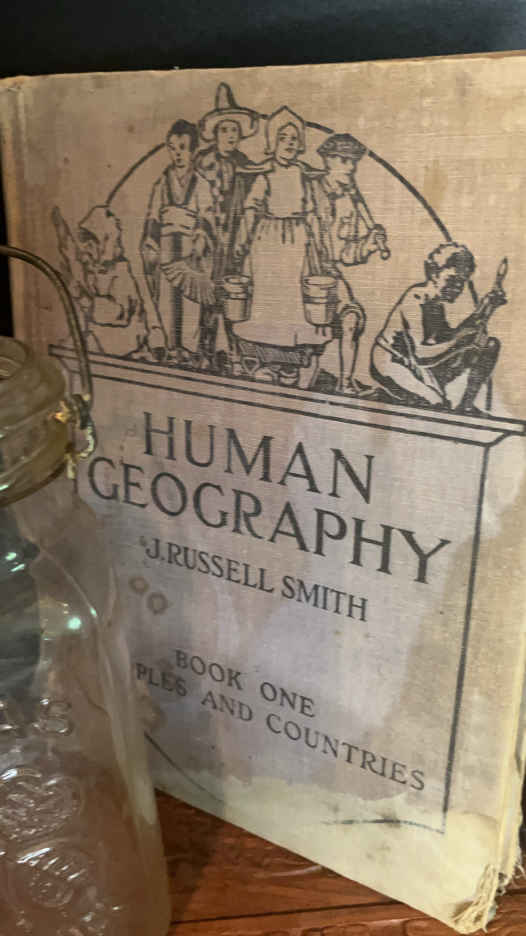 HUMAN
GEOGRAPHY
J. RUSSELL SMITH
BOOK ONE
PLES AND COUNTRIES